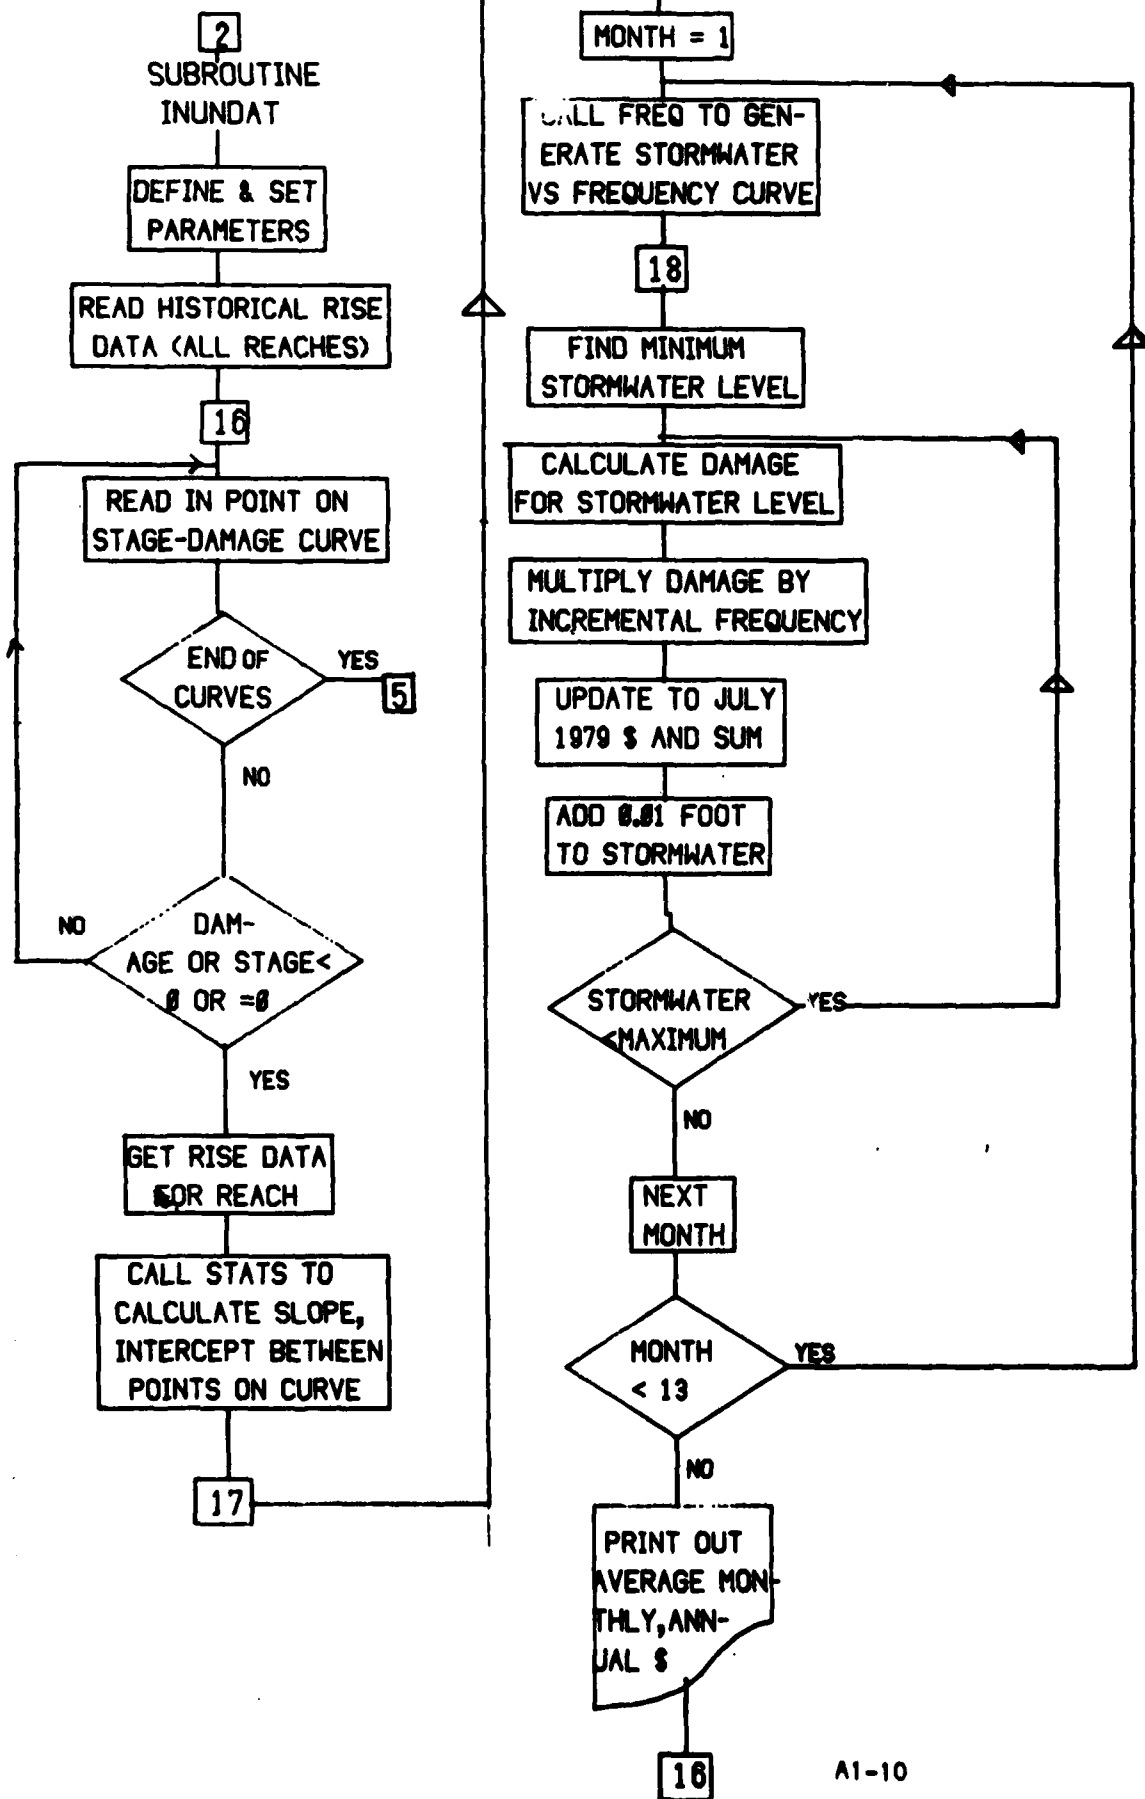 2
SUBROUTINE
INUNDAT
DEFINE & SET
PARAMETERS
READ HISTORICAL RISE
DATA (ALL REACHES)
16
READ IN POINT ON
STAGE-DAMAGE CURVE
END OF
CURVES
YES
5
NO
DAM-
AGE OR STAGE<
0 OR =0
NO
YES
GET RISE DATA
FOR REACH
CALL STATS TO
CALCULATE SLOPE,
INTERCEPT BETWEEN
POINTS ON CURVE
17
MONTH = 1
CALL FREQ TO GEN-
ERATE STORMWATER
VS FREQUENCY CURVE
18
FIND MINIMUM
STORMWATER LEVEL
CALCULATE DAMAGE
FOR STORMWATER LEVEL
MULTIPLY DAMAGE BY
INCREMENTAL FREQUENCY
UPDATE TO JULY
1979 $ AND SUM
ADD 0.01 FOOT
TO STORMWATER
STORMWATER
<MAXIMUM
YES
NO
NEXT
MONTH
MONTH
< 13
YES
NO
PRINT OUT
AVERAGE MON-
THLY,ANN-
UAL $
16
A1-10